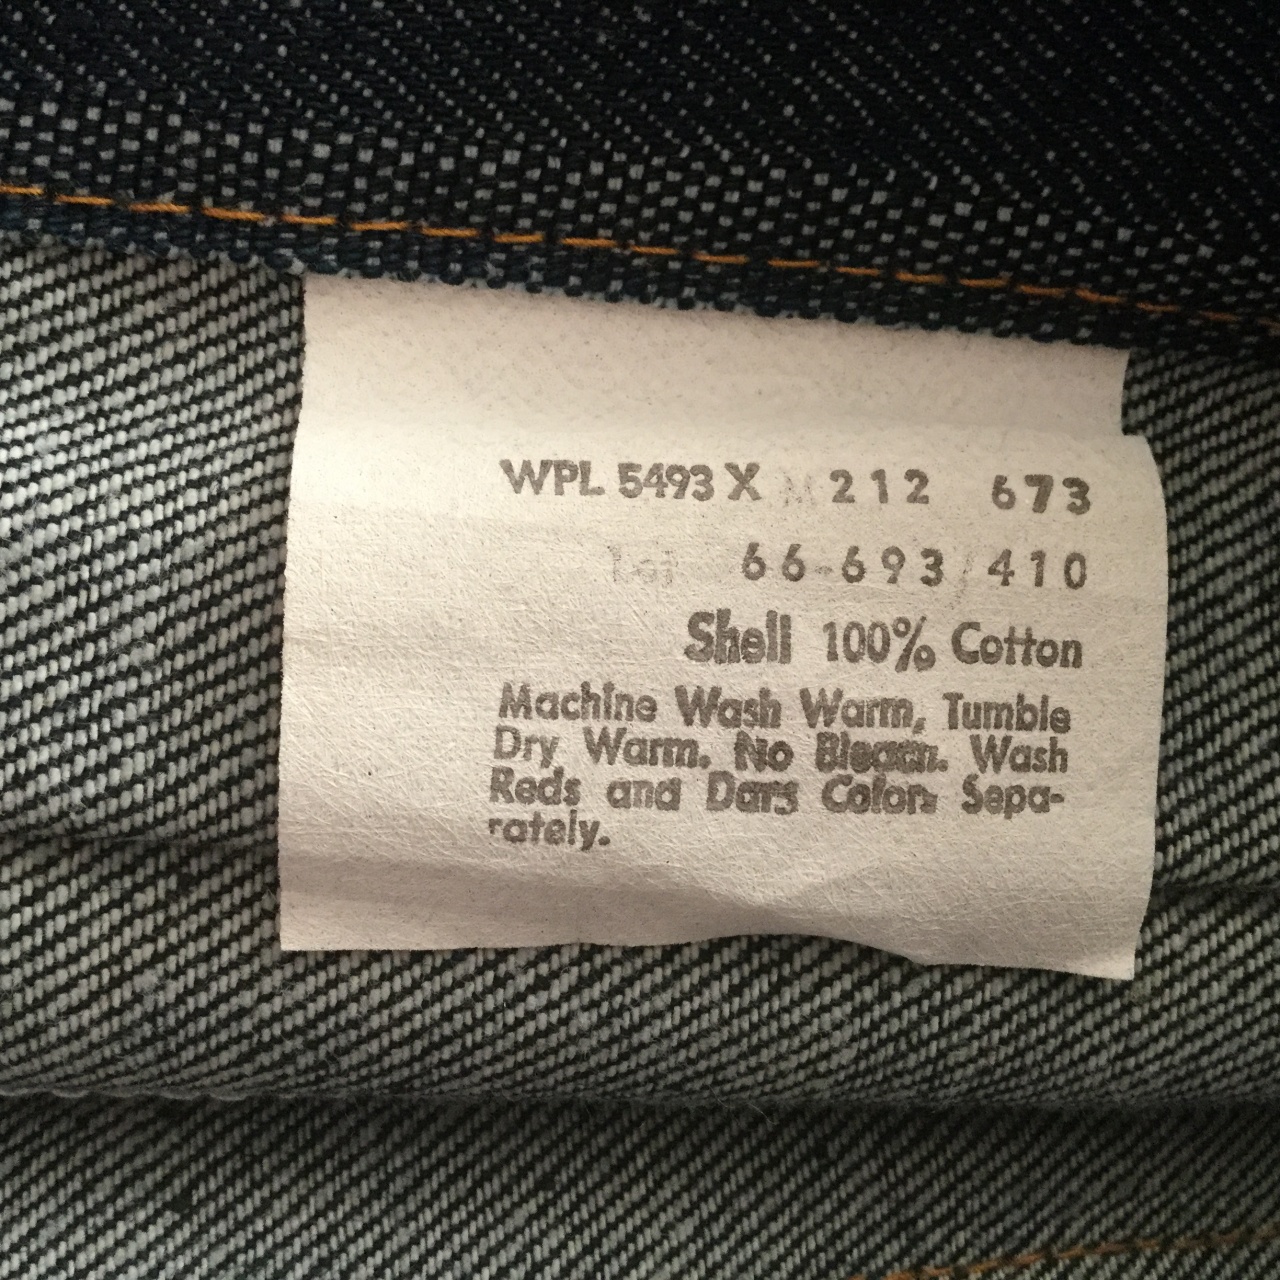 WPL 5493 X M 212 673
Lot 66-693/410
Shell 100% Cotton
Machine Wash Warm, Tumble
Dry Warm. No Bleach. Wash
Reds and Dars Colors Sepa-
rately.